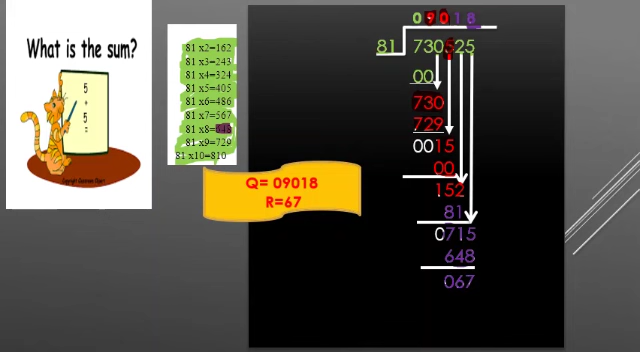 What is the sum?
5
+
5
=
81 x2=162
81 x3=243
81 x4=324
81 x5=405
81 x6=486
81 x7=567
81 x8=648
81 x9=729
81 x10=810
Q= 09018
R=67
09018
81 730525
00
730
729
0015
00
152
81
0715
648
067